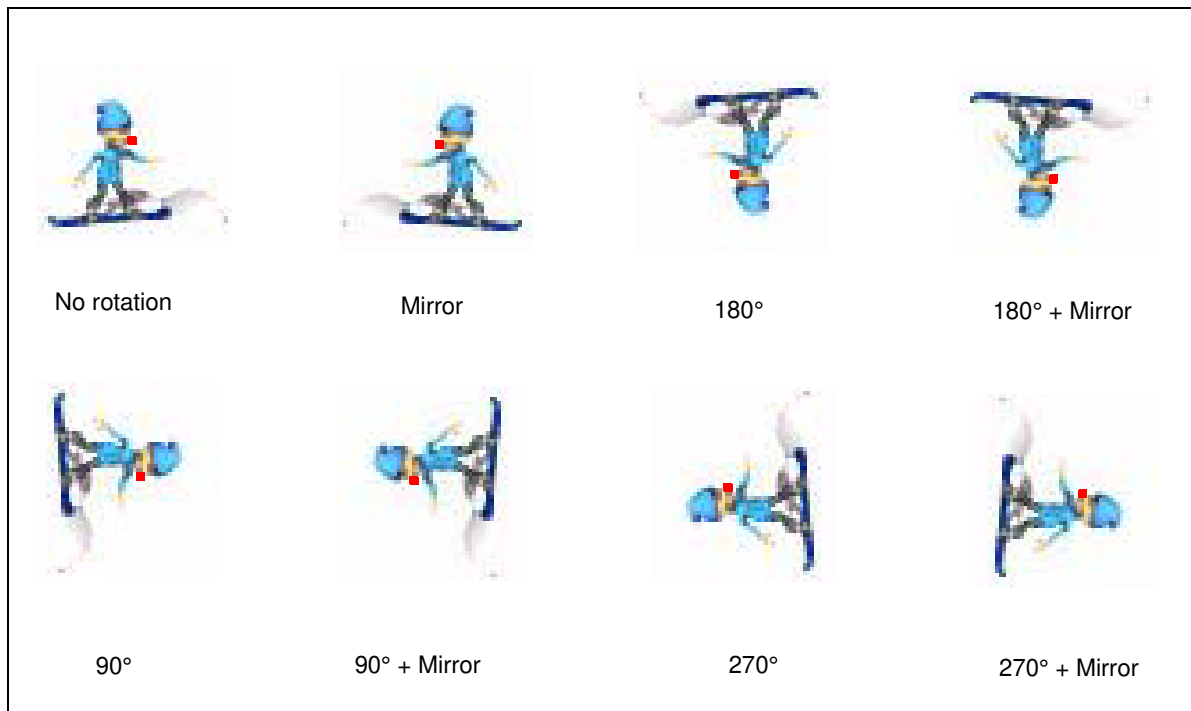 No rotation
Mirror
180°
180° + Mirror
90°
90° + Mirror
270°
270° + Mirror